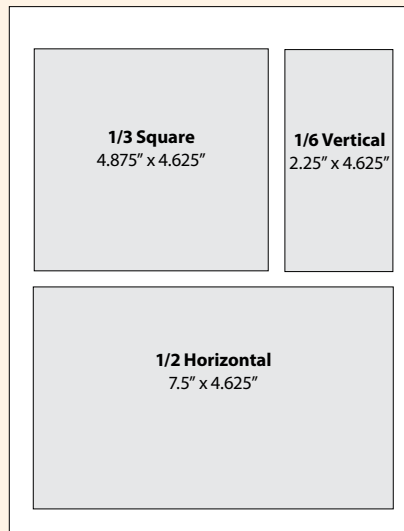 1/3 Square
4.875” x 4.625”
1/6 Vertical
2.25” x 4.625”
1/2 Horizontal
7.5” x 4.625”